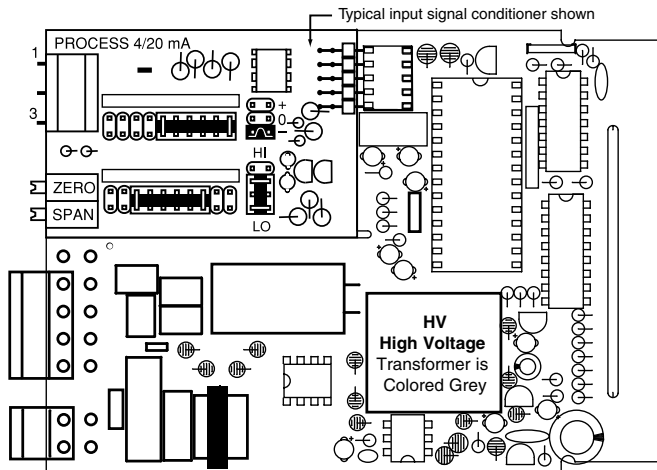 Typical input signal conditioner shown
PROCESS 4/20 mA
1
3
+
0
−
HI
LO
ZERO
SPAN
HV
High Voltage
Transformer is
Colored Grey